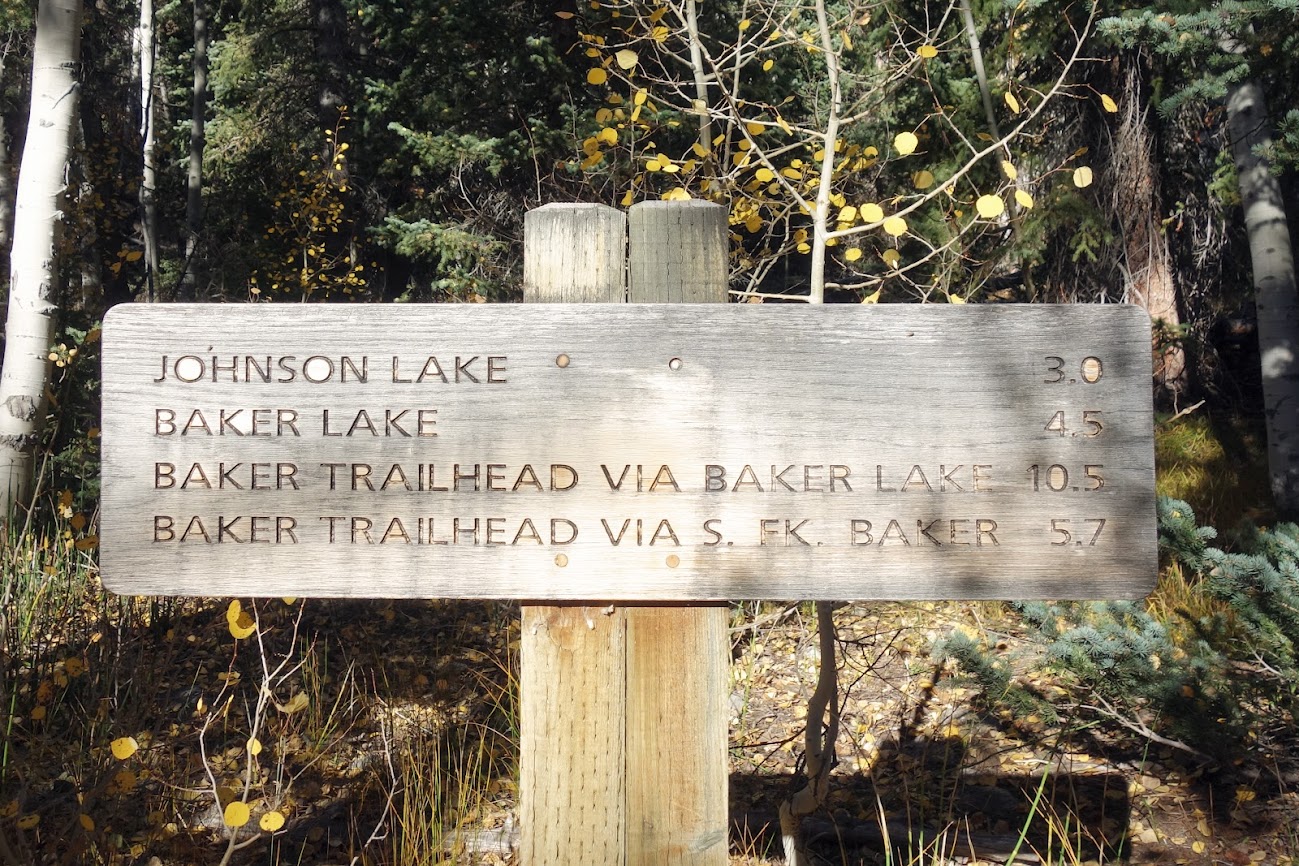 JOHNSON LAKE 3.0
BAKER LAKE 4.5
BAKER TRAILHEAD VIA BAKER LAKE 10.5
BAKER TRAILHEAD VIA S. FK. BAKER 5.7